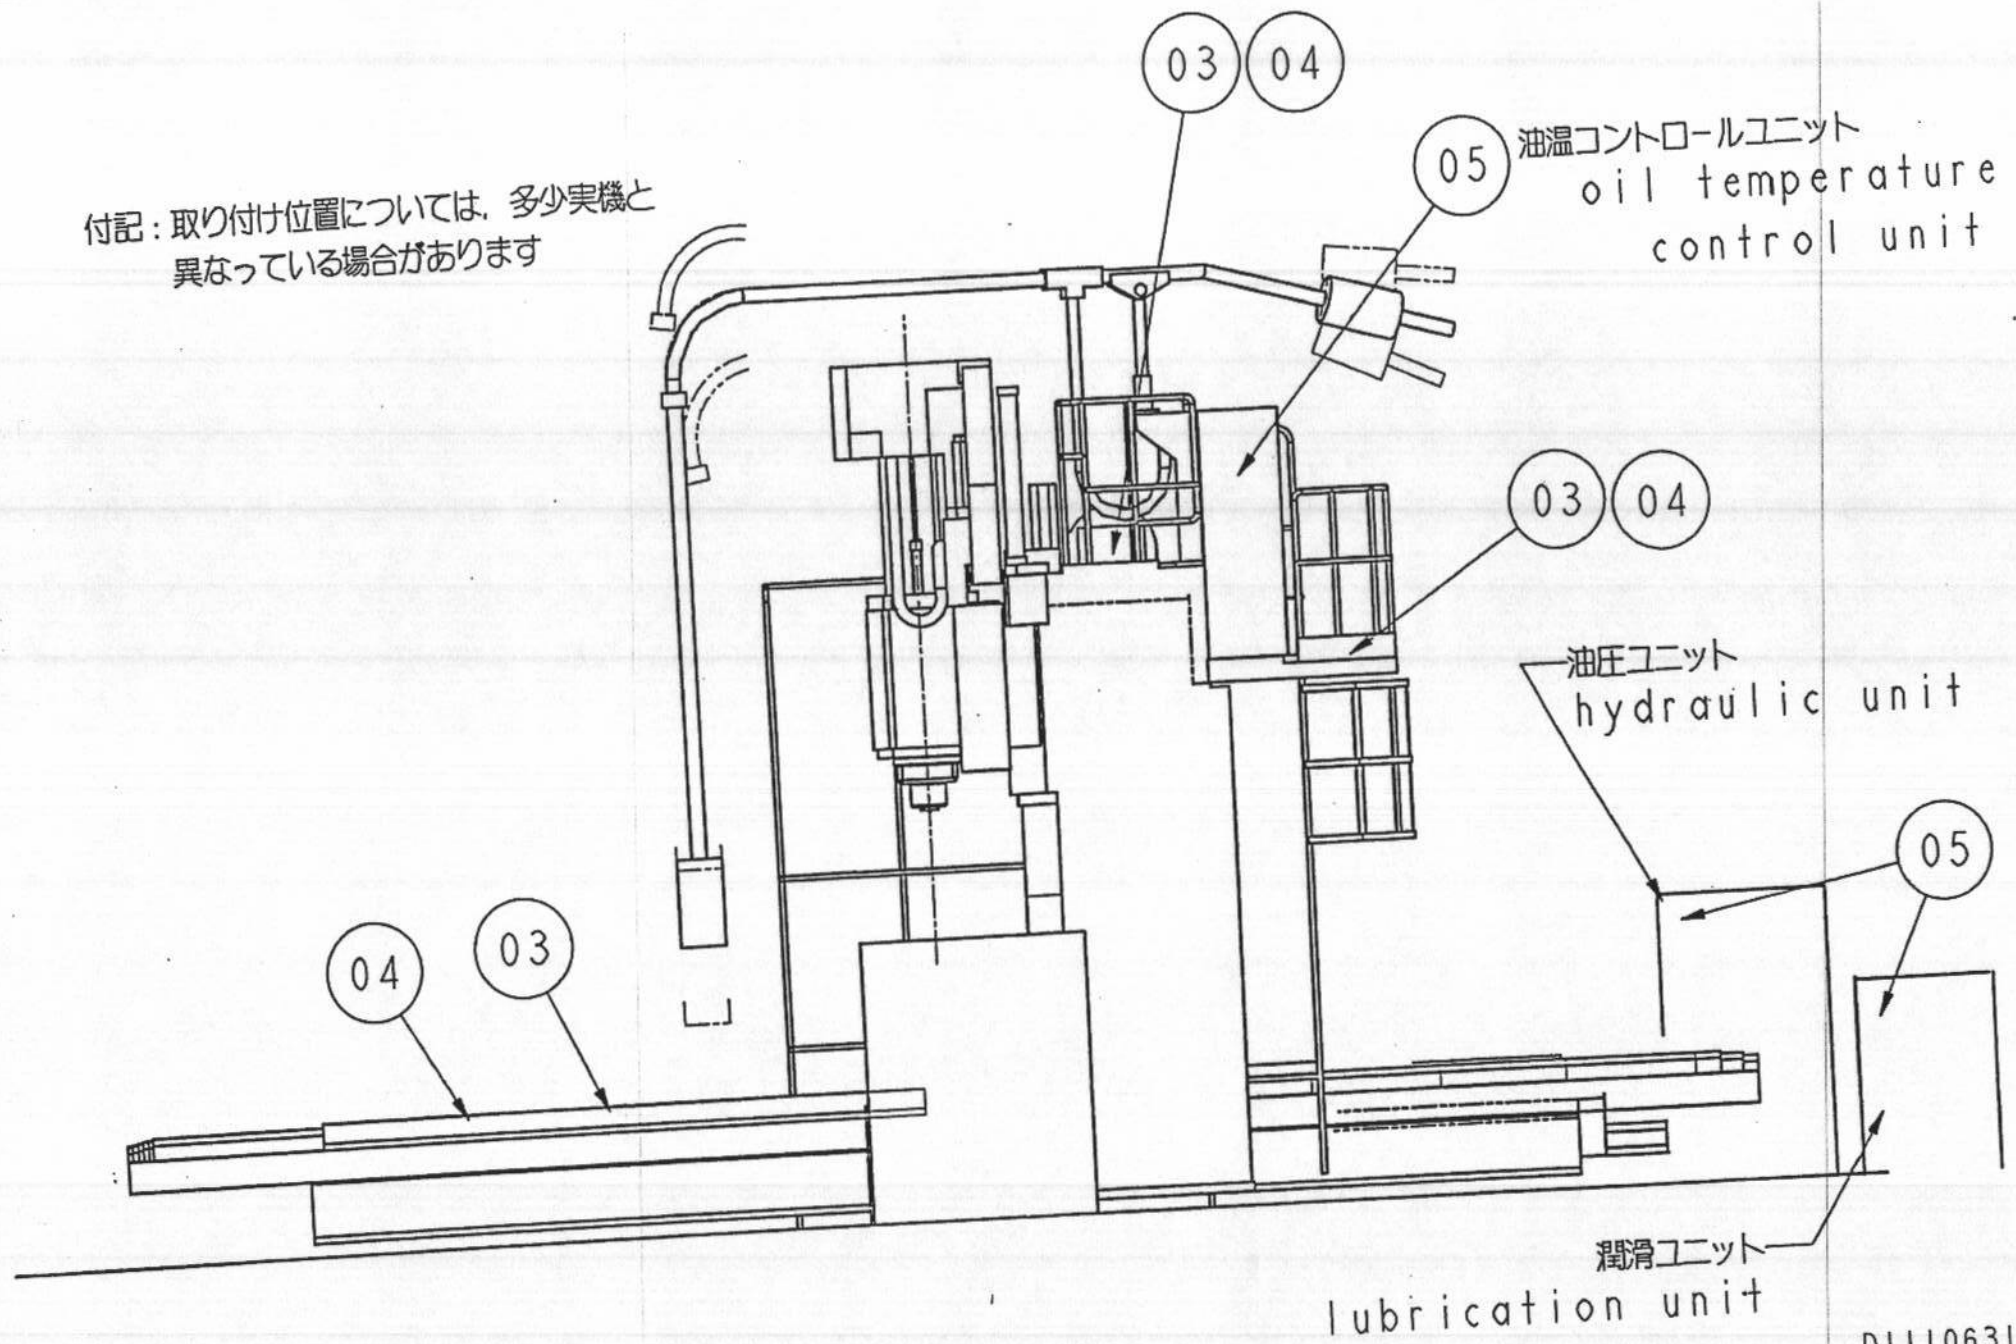 03 04
05 油温コントロールユニット
oil temperature
control unit
付記：取り付け位置については、多少実機と
異なっている場合があります
03 04
油圧ユニット
hydraulic unit
05
04 03
潤滑ユニット
lubrication unit